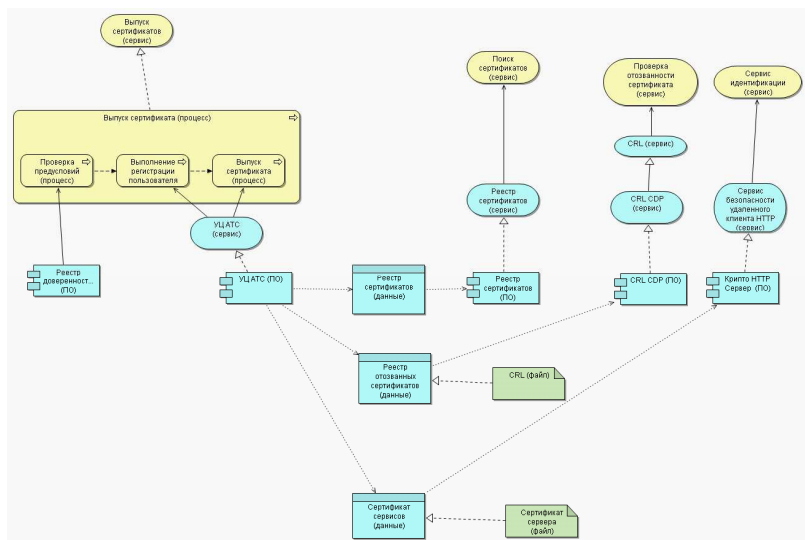 Выпуск
сертификатов
(сервис)
Поиск
сертификатов
(сервис)
Проверка
отозванности
сертификата
(сервис)
Сервис
идентификации
(сервис)
Выпуск сертификата (процесс)
Проверка
предусловий
(процесс)
Выполнение
регистрации
пользователя
Выпуск
сертификата
(процесс)
CRL (сервис)
Реестр
сертификатов
(сервис)
CRL CDP
(сервис)
Сервис
безопасности
удаленного
клиента HTTP
(сервис)
УЦ АТС
(сервис)
Реестр
доверенност...
(ПО)
УЦ АТС (ПО)
Реестр
сертификатов
(данные)
Реестр
сертификатов
(ПО)
CRL CDP (ПО)
Крипто HTTP
Сервер (ПО)
Реестр
отозванных
сертификатов
(данные)
CRL (файл)
Сертификат
сервисов
(данные)
Сертификат
сервера
(файл)